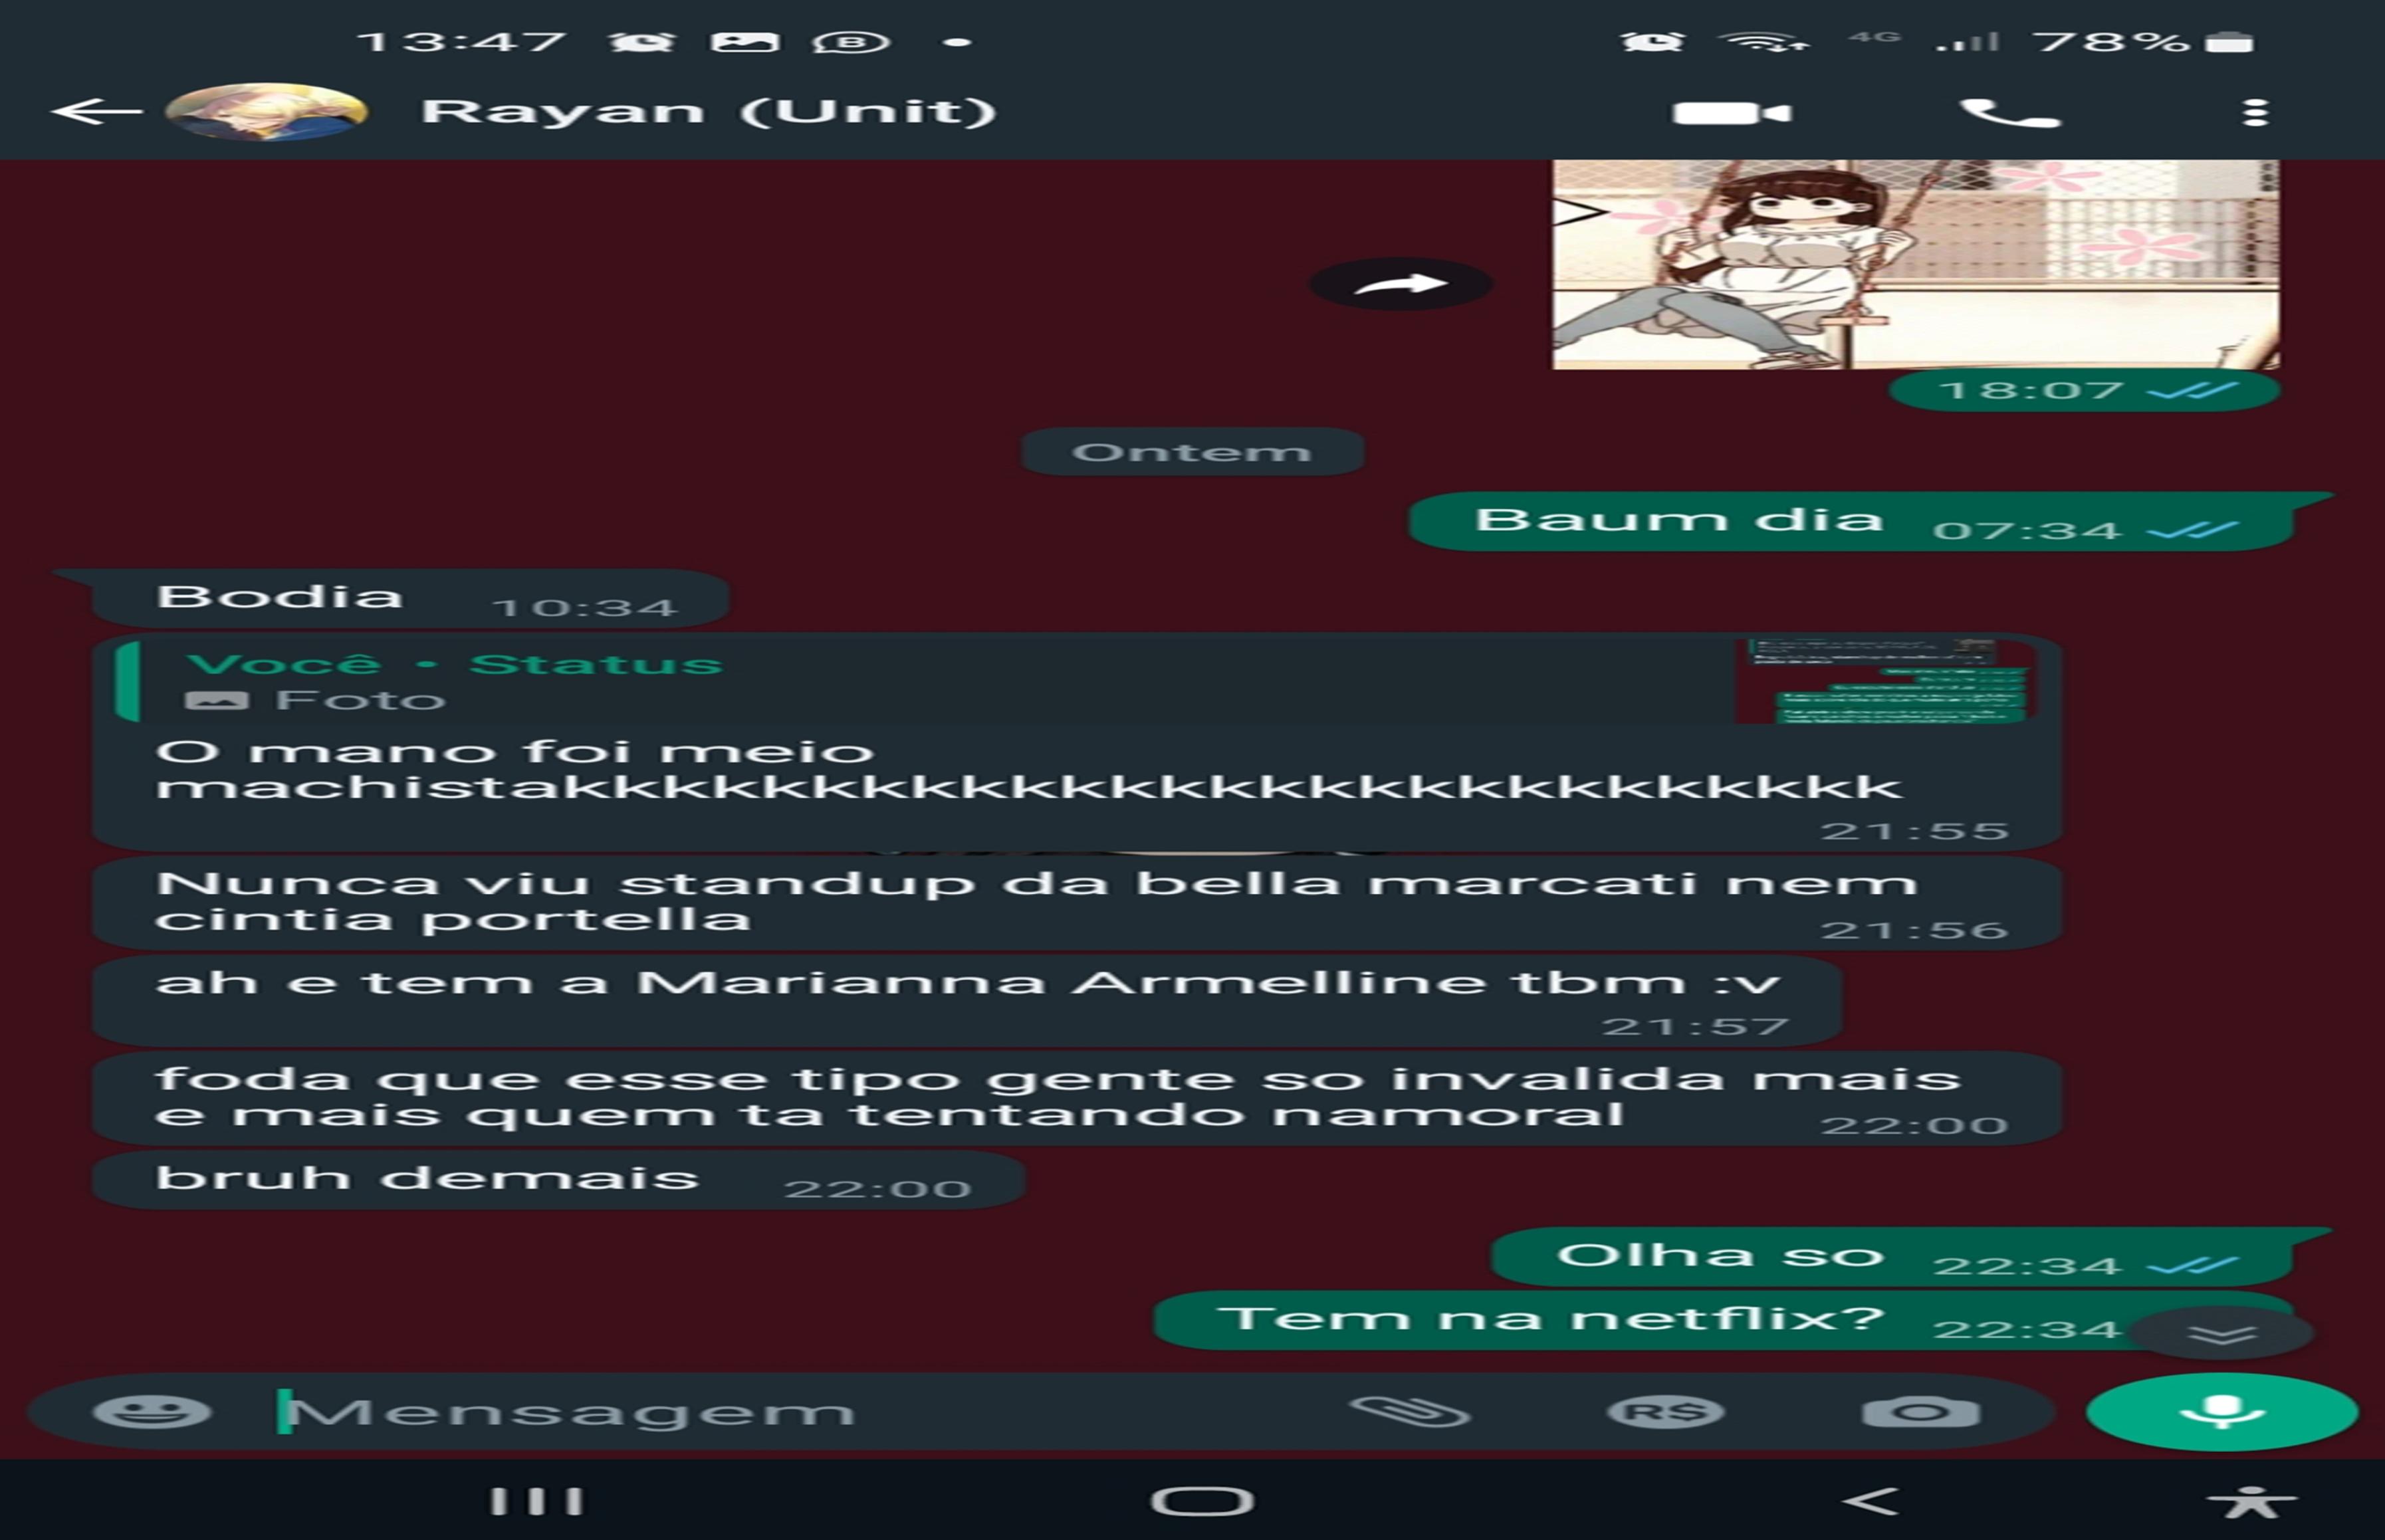 13:47
4G
78%
Rayan (Unit)
18:07
Ontem
Baum dia 07:34
Bodia 10:34
Você • Status
Foto
O mano foi meio
machistakkkkkkkkkkkkkkkkkkkkkkkkkkk
21:55
Nunca viu standup da bella marcati nem
cintia portella
21:56
ah e tem a Marianna Armelline tbm :v
21:57
foda que esse tipo gente so invalida mais
e mais quem ta tentando namoral
22:00
bruh demais 22:00
Olha so 22:34
Tem na netflix? 22:34
Mensagem
R$